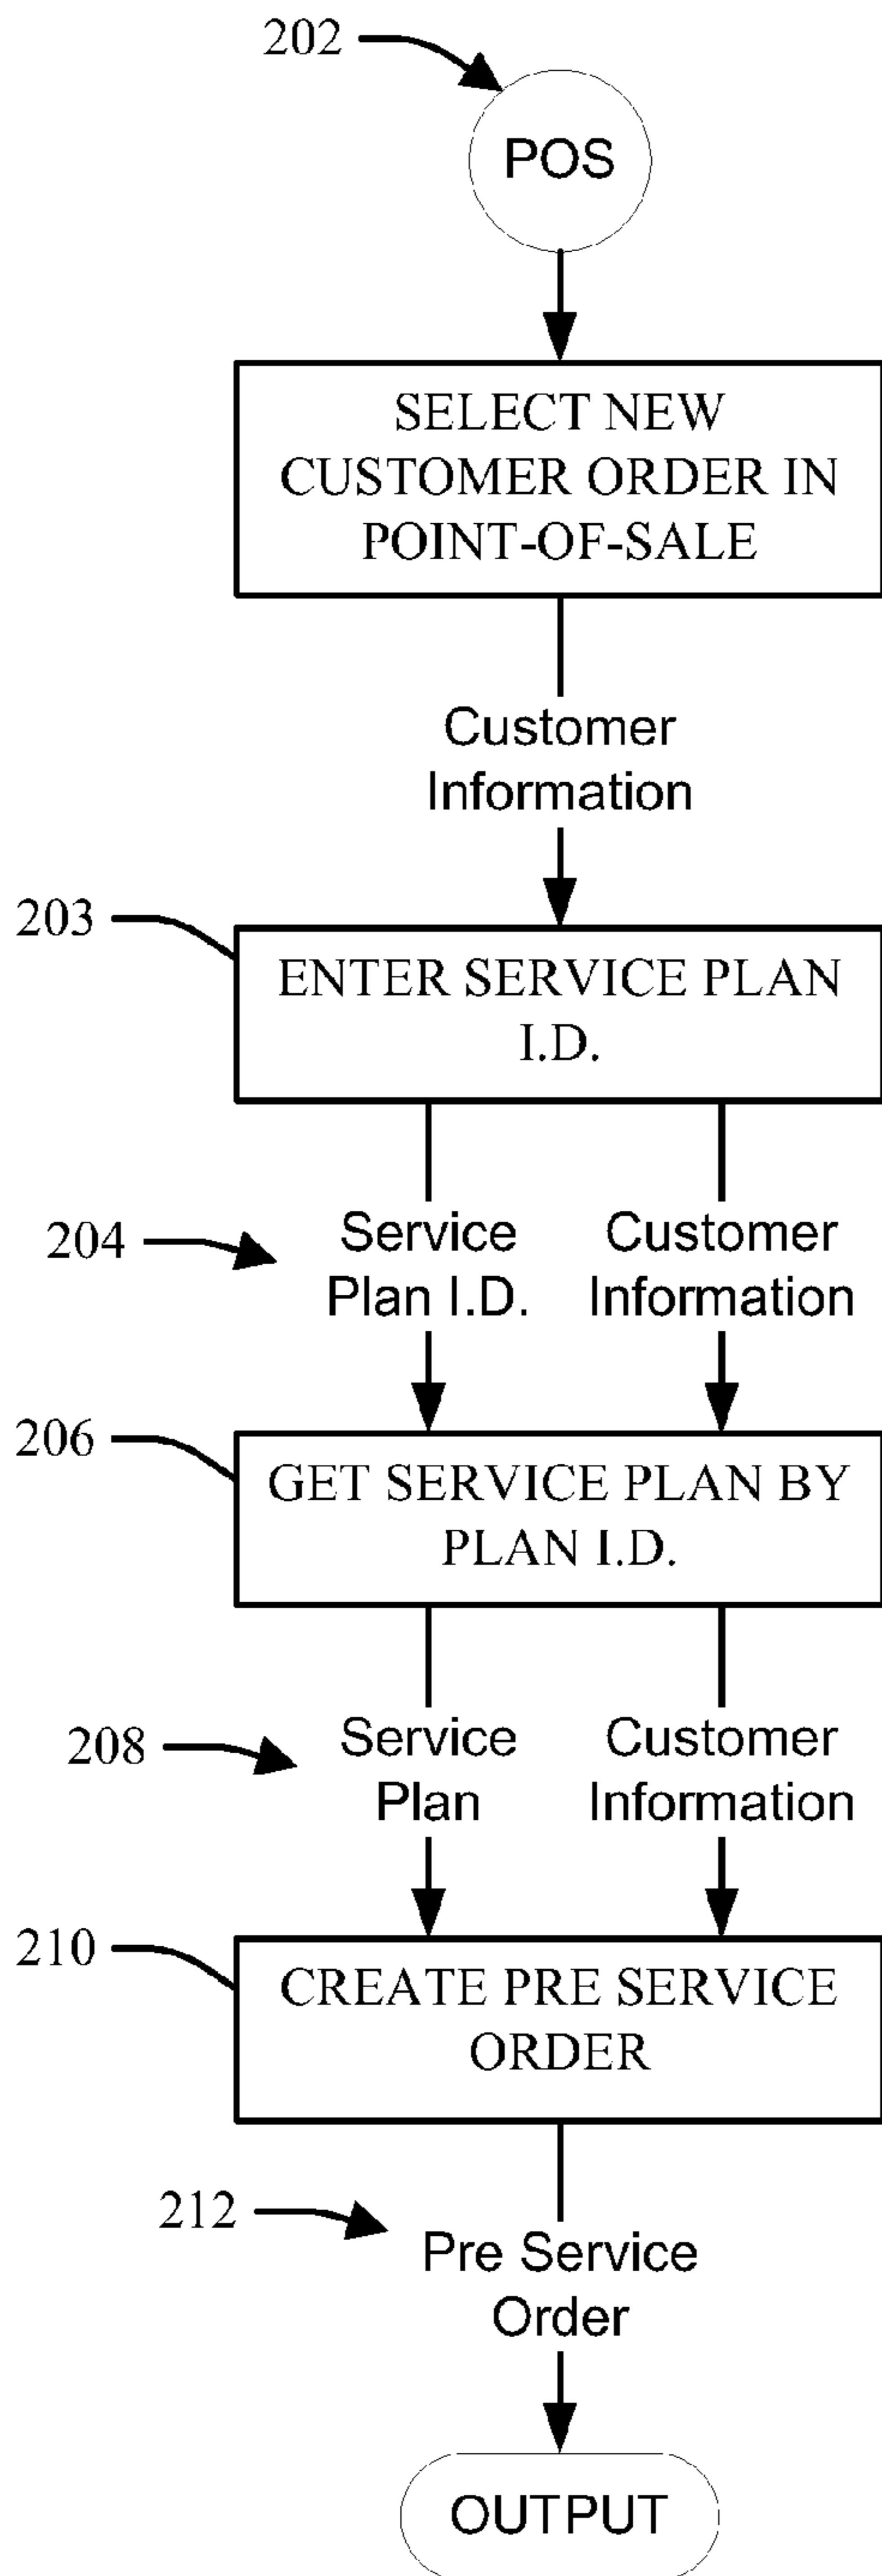 202
POS
SELECT NEW
CUSTOMER ORDER IN
POINT-OF-SALE
Customer
Information
203
ENTER SERVICE PLAN
I.D.
204
Service Customer
Plan I.D. Information
206
GET SERVICE PLAN BY
PLAN I.D.
208
Service Customer
Plan Information
210
CREATE PRE SERVICE
ORDER
212
Pre Service
Order
OUTPUT